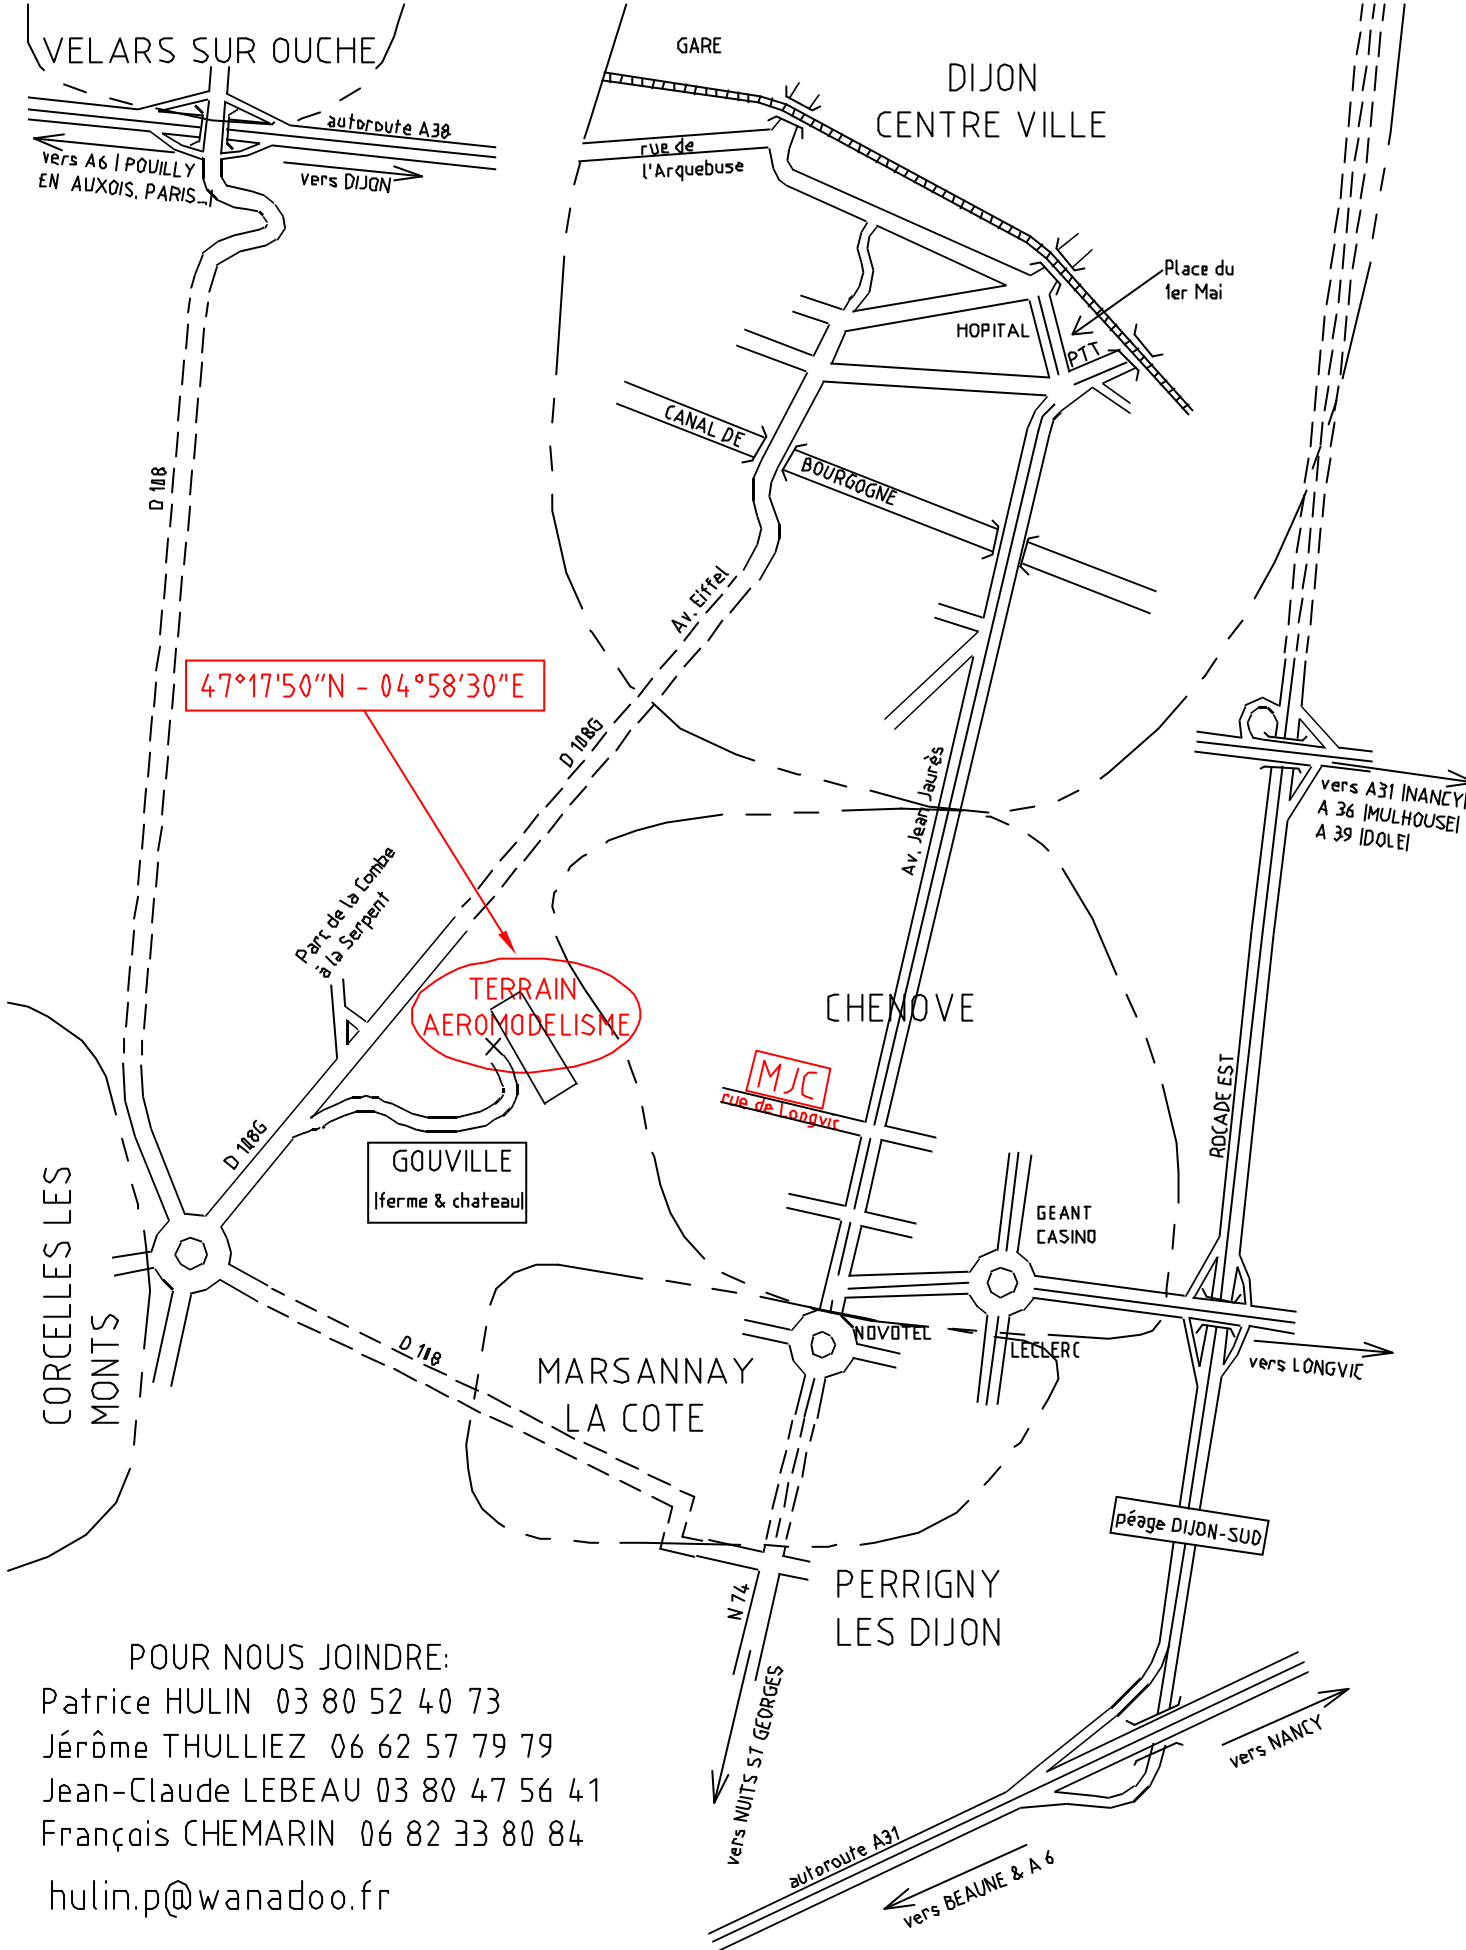 VELARS SUR OUCHE
GARE
DIJON
CENTRE VILLE
autoroute A38
vers A6 |POUILLY
EN AUXOIS, PARIS...|
vers DIJON
rue de
l'Arquebuse
Place du
1er Mai
HOPITAL
PTT
CANAL DE
BOURGOGNE
D 108
Av. Eiffel
47°17'50"N - 04°58'30"E
D 108G
Av. Jean Jaurès
vers A31 |NANCY|
A 36 |MULHOUSE|
A 39 |DOLE|
Parc de la Combe
à la Serpent
TERRAIN
AEROMODELISME
CHENOVE
MJC
rue de Longvic
ROCADE EST
D 108G
GOUVILLE
|ferme & chateau|
CORCELLES LES
MONTS
GEANT
CASINO
NOVOTEL
LECLERC
vers LONGVIC
D 108
MARSANNAY
LA COTE
péage DIJON-SUD
PERRIGNY
LES DIJON
N 74
vers NUITS ST GEORGES
vers NANCY
autoroute A31
vers BEAUNE & A 6
POUR NOUS JOINDRE:
Patrice HULIN 03 80 52 40 73
Jérôme THULLIEZ 06 62 57 79 79
Jean-Claude LEBEAU 03 80 47 56 41
François CHEMARIN 06 82 33 80 84
hulin.p@wanadoo.fr